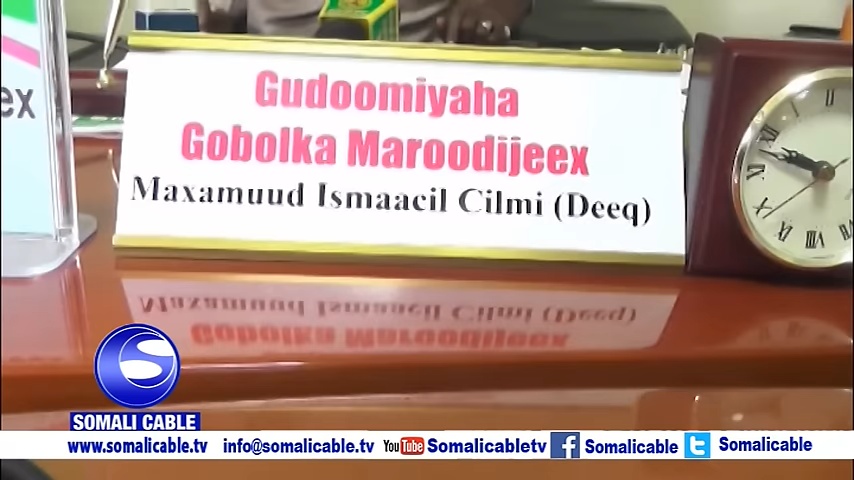 Gudoomiyaha
Gobolka Maroodijeex
Maxamuud Ismaacil Cilmi (Deeq)
ex
SOMALI CABLE
www.somalicable.tv info@somalicable.tv YouTube Somalicabletv Somalicable Somalicable